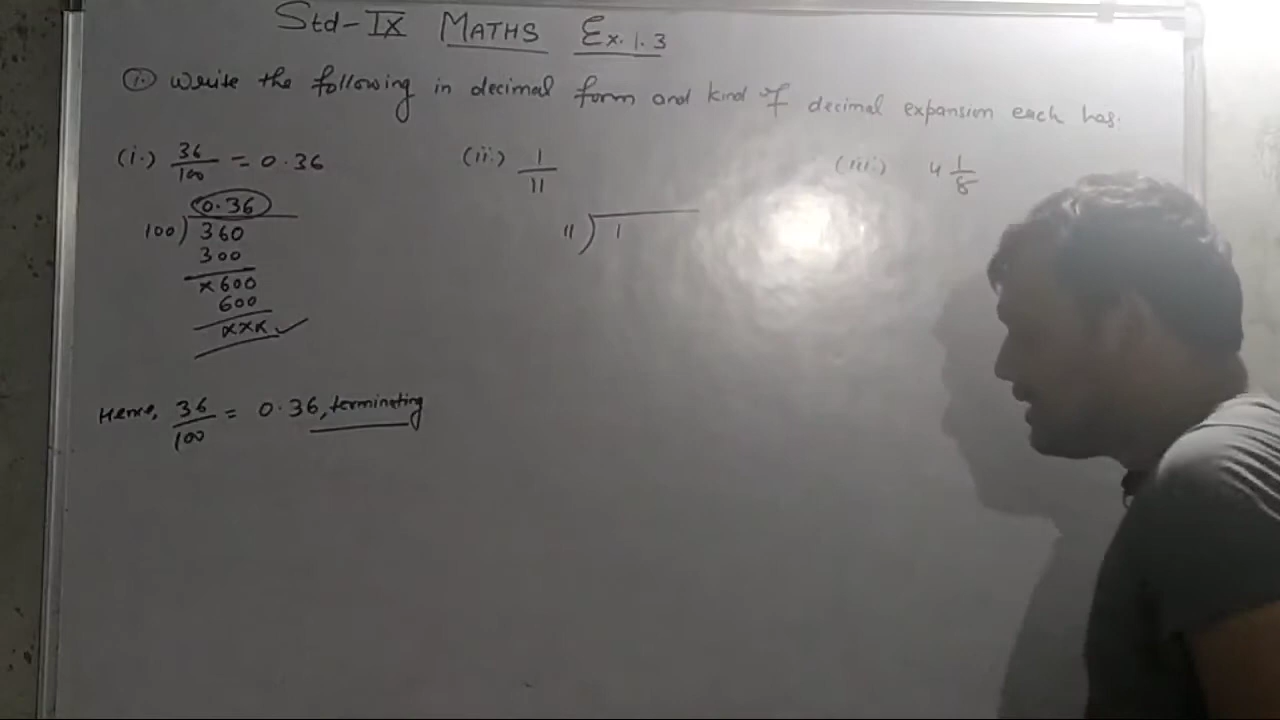 Std-IX MATHS Ex. 1.3
1. Write the following in decimal form and kind of decimal expansion each has.
(i.) 36/100 = 0.36
0.36
100) 360
300
x600
600
xxx ✓
Hence, 36/100 = 0.36, terminating
(ii.) 1/11
11) 1
(iii.) 4 1/8